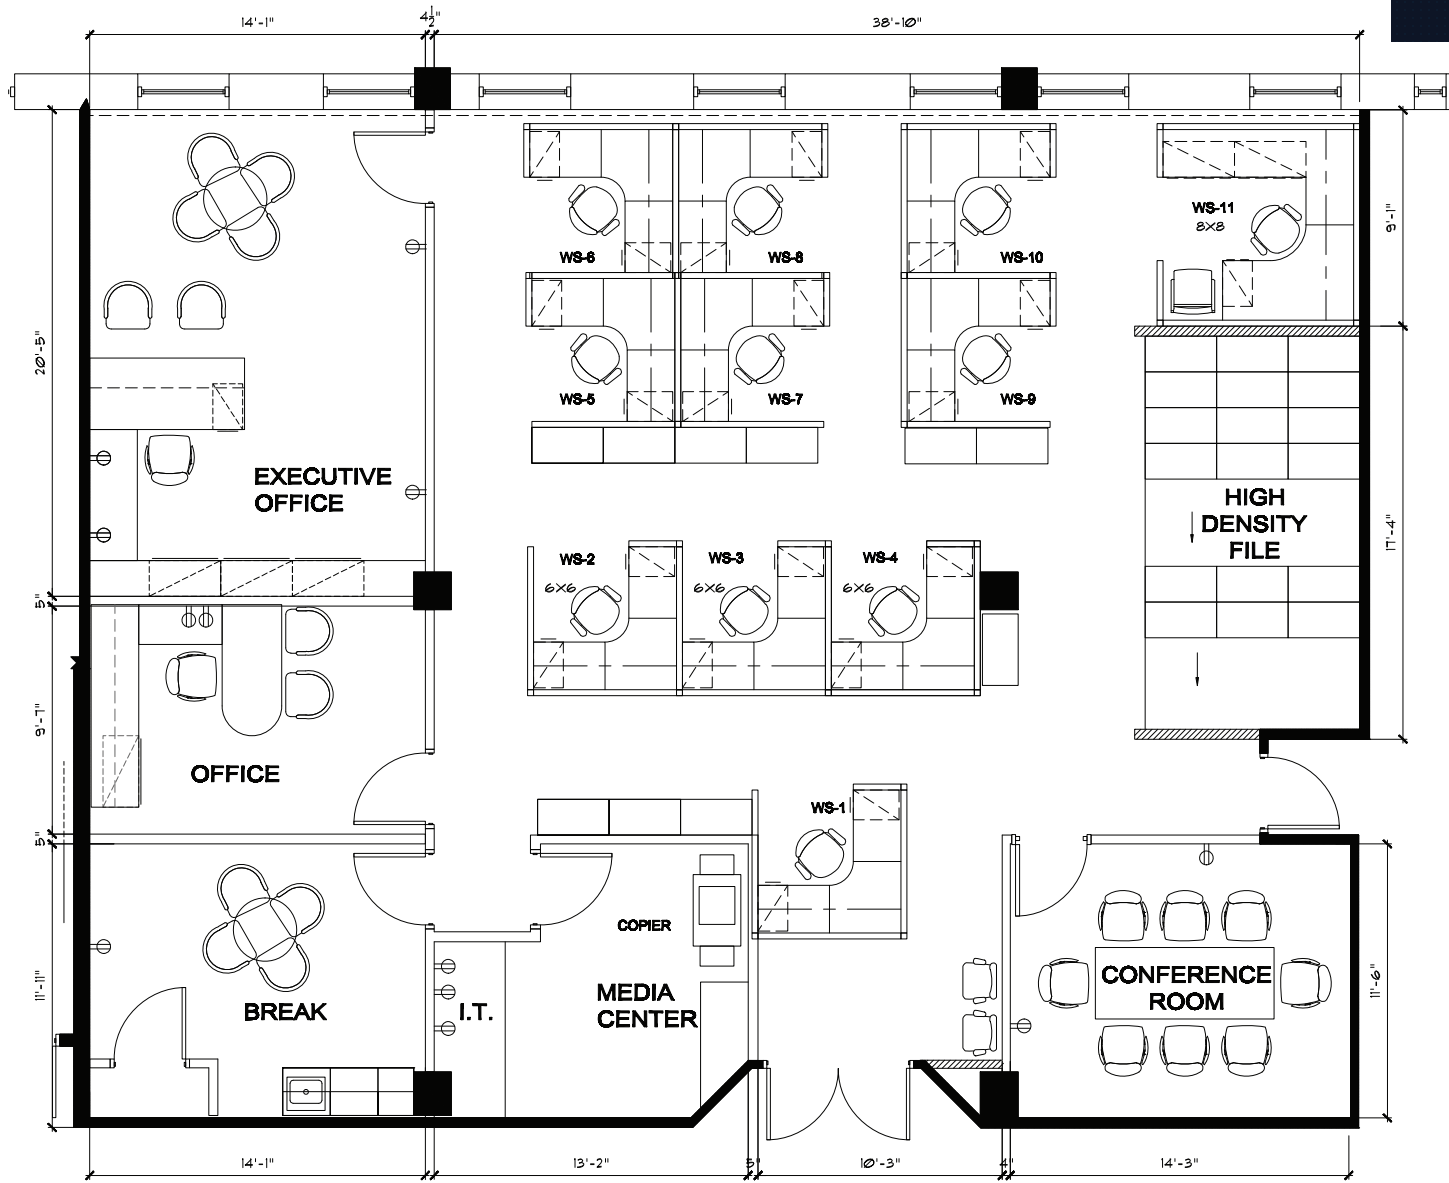 14'-1" 4½" 38'-10"
WS-6 WS-8 WS-10 WS-11
8X8
9'-1"
20'-5"
WS-5 WS-7 WS-9
EXECUTIVE
OFFICE
HIGH
DENSITY
FILE
17'-4"
WS-2 WS-3 WS-4
6X6 6X6 6X6
5"
9'-7"
OFFICE
WS-1
5"
COPIER
11'-11"
BREAK
I.T.
MEDIA
CENTER
CONFERENCE
ROOM
11'-6"
14'-1" 13'-2" 5" 10'-3" 4" 14'-3"